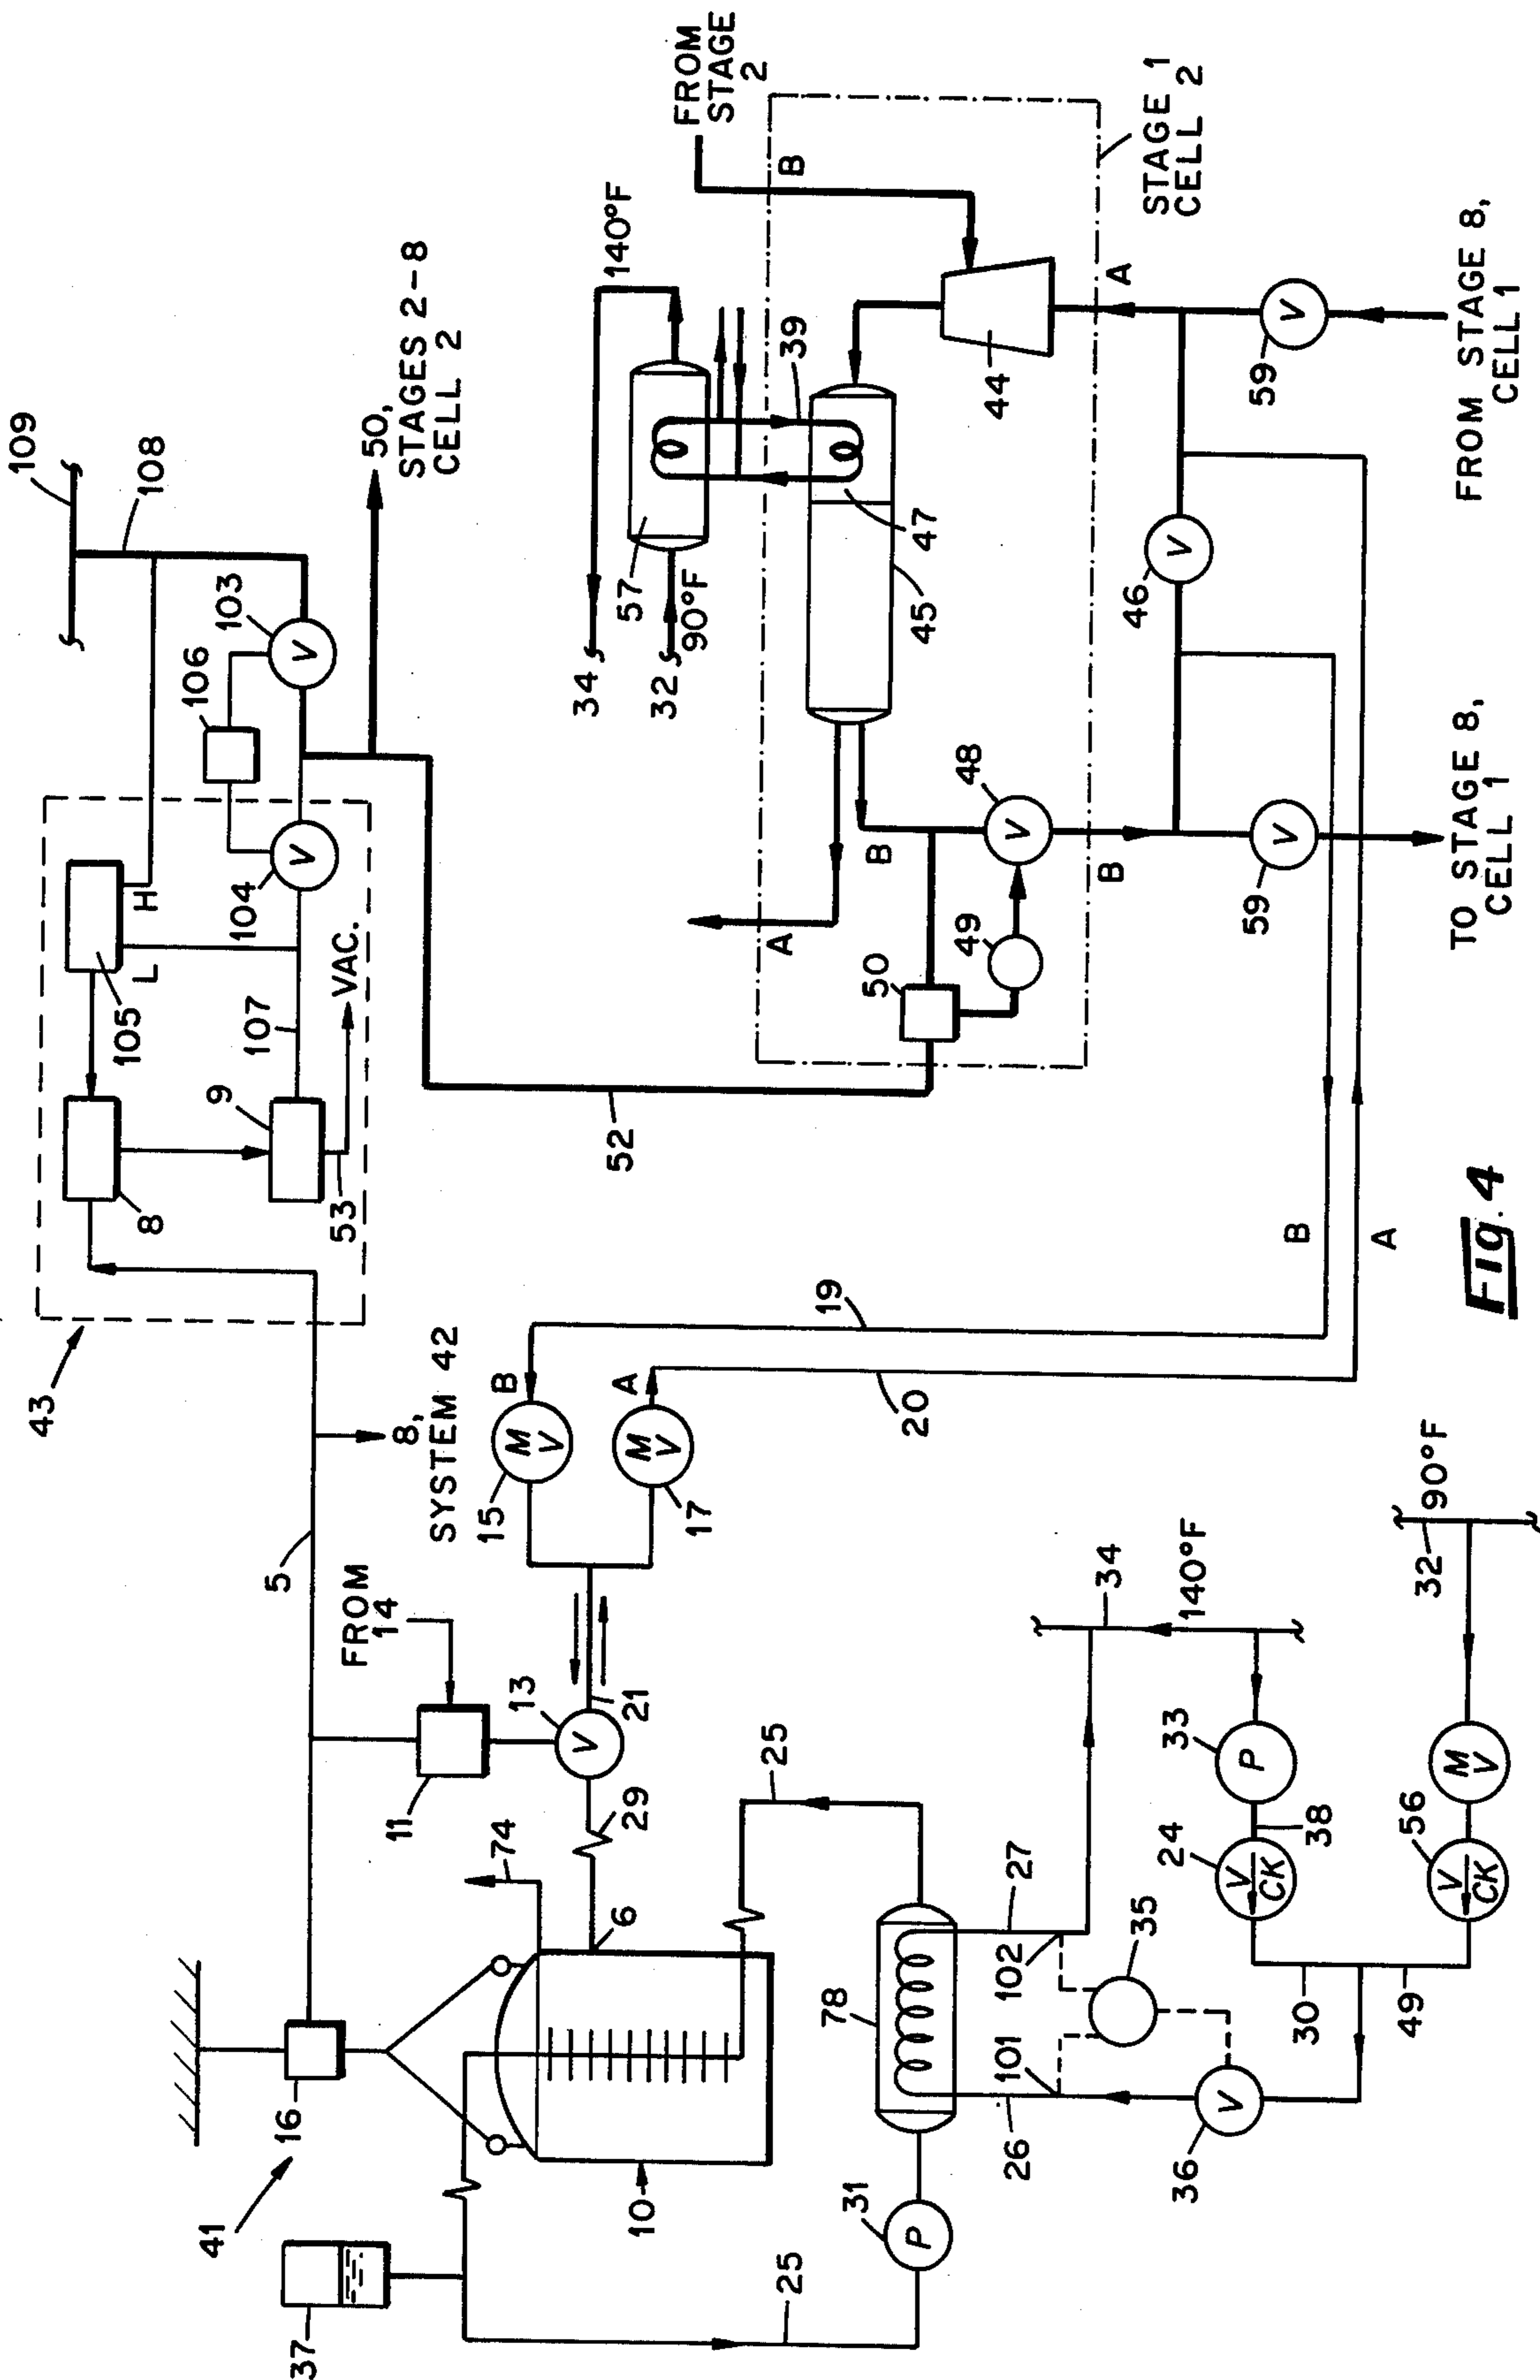 109
108
103
106
50,
STAGES 2-8
CELL 2
V
V
104
H
L
105
107
VAC.
9
8
53
43
5
8,
SYSTEM 42
FROM
14
11
13
V
21
29
15
M
V
B
17
M
V
A
19
20
B
A
52
FROM
STAGE
2
B
140°F
34
32
90°F
57
39
47
45
44
A
A
B
48
V
49
50
B
STAGE 1
CELL 2
46
V
59
V
59
V
TO STAGE 8,
CELL 1
FROM STAGE 8,
CELL 1
41
16
37
10
74
6
25
25
31
P
78
26
27
101
102
35
36
V
34
140°F
33
P
38
24
V
CK
30
49
56
V
CK
M
V
32
90°F
Fig. 4